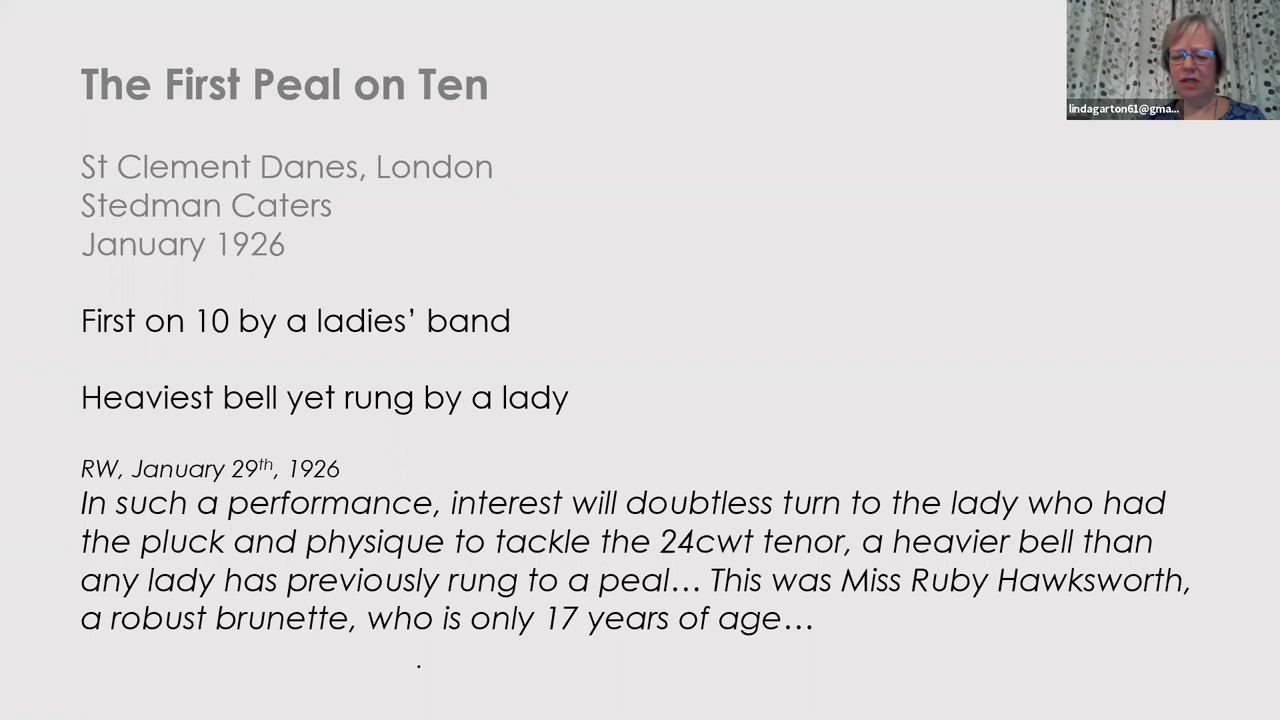 The First Peal on Ten
lindagarton61@gma...
St Clement Danes, London
Stedman Caters
January 1926
First on 10 by a ladies’ band
Heaviest bell yet rung by a lady
RW, January 29th, 1926
In such a performance, interest will doubtless turn to the lady who had
the pluck and physique to tackle the 24cwt tenor, a heavier bell than
any lady has previously rung to a peal… This was Miss Ruby Hawksworth,
a robust brunette, who is only 17 years of age…
.